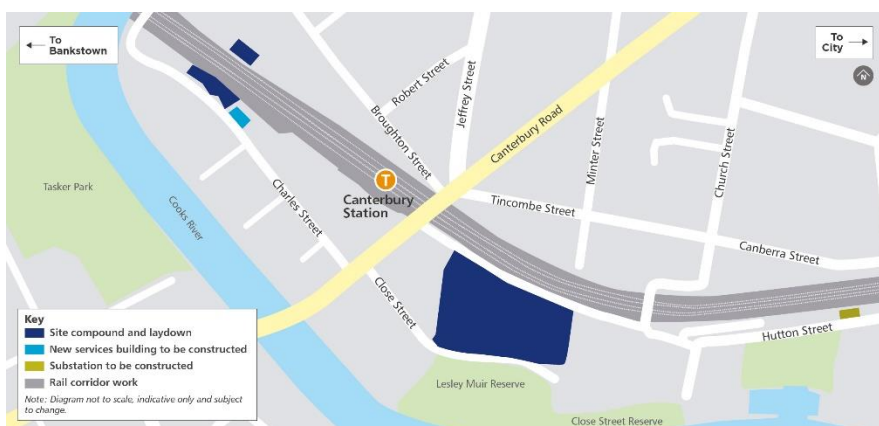 To
Bankstown
To
City
N
Robert Street
Jeffrey Street
Broughton Street
Canterbury Road
Minter Street
Church Street
Tasker Park
Cooks River
T
Canterbury
Station
Charles Street
Tincombe Street
Canberra Street
Close Street
Hutton Street
Lesley Muir Reserve
Close Street Reserve
Key
Site compound and laydown
New services building to be constructed
Substation to be constructed
Rail corridor work
Note: Diagram not to scale, indicative only and subject
to change.